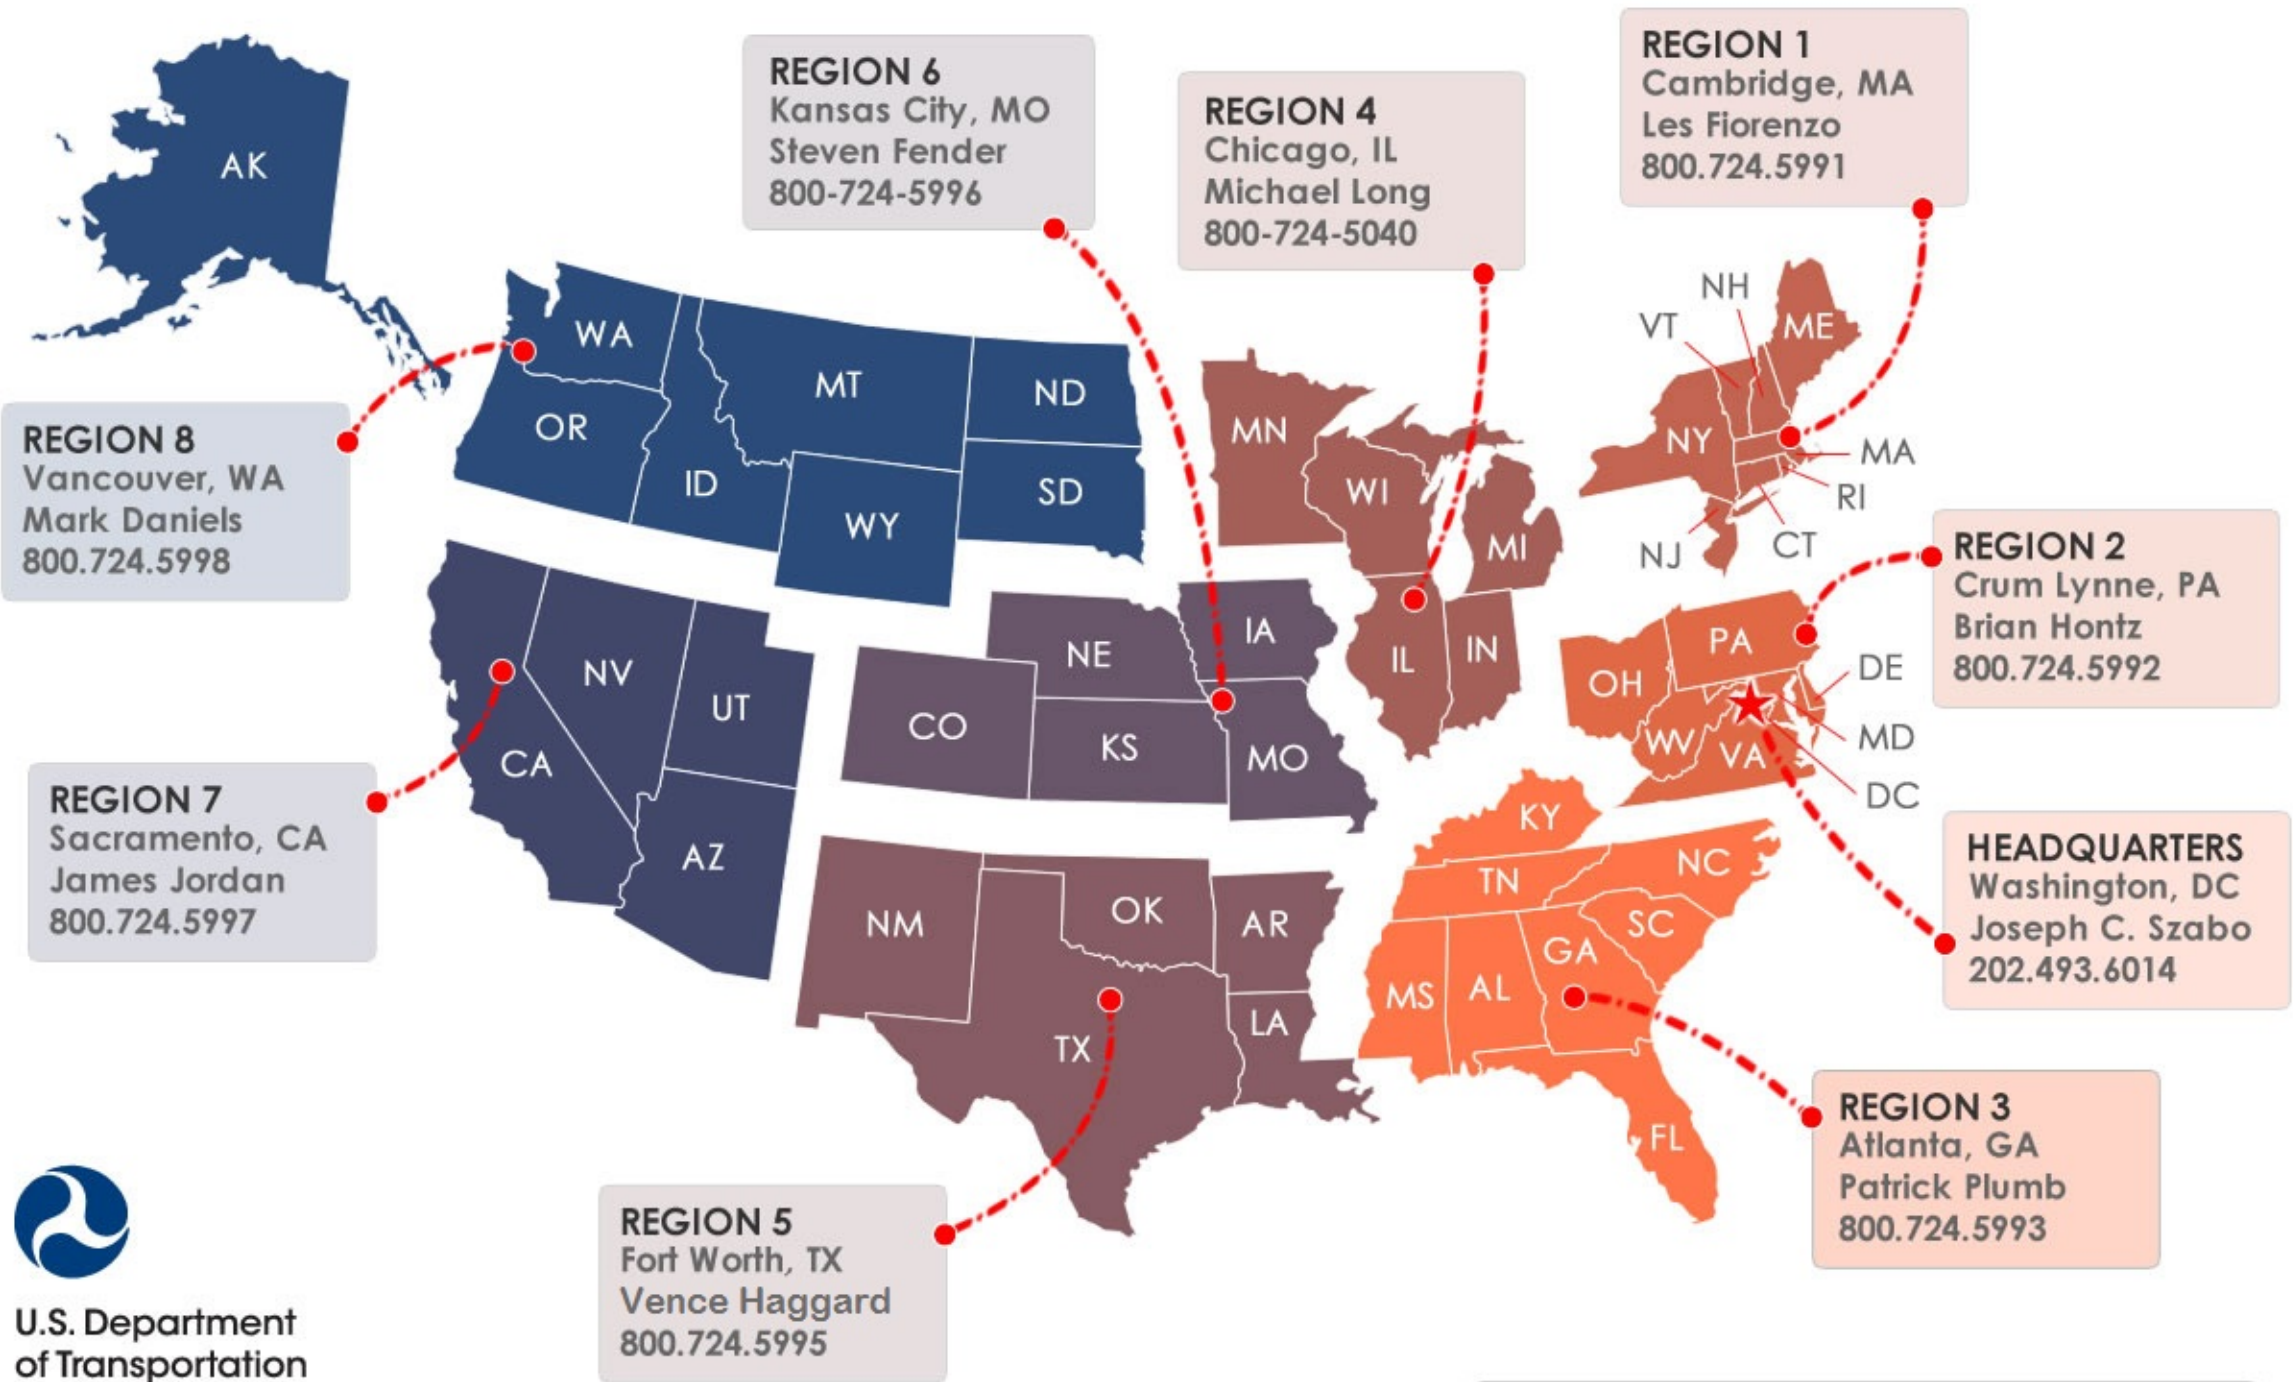 REGION 6
Kansas City, MO
Steven Fender
800-724-5996
REGION 4
Chicago, IL
Michael Long
800-724-5040
REGION 1
Cambridge, MA
Les Fiorenzo
800.724.5991
REGION 8
Vancouver, WA
Mark Daniels
800.724.5998
REGION 7
Sacramento, CA
James Jordan
800.724.5997
REGION 2
Crum Lynne, PA
Brian Hontz
800.724.5992
HEADQUARTERS
Washington, DC
Joseph C. Szabo
202.493.6014
REGION 3
Atlanta, GA
Patrick Plumb
800.724.5993
REGION 5
Fort Worth, TX
Vence Haggard
800.724.5995
AK
WA
OR
ID
MT
WY
ND
SD
CA
NV
UT
AZ
CO
NE
KS
IA
MO
NM
OK
TX
AR
LA
MN
WI
MI
IL
IN
NH
VT
ME
NY
MA
RI
CT
NJ
PA
OH
WV
VA
DE
MD
DC
KY
TN
NC
SC
GA
MS
AL
FL
U.S. Department
of Transportation